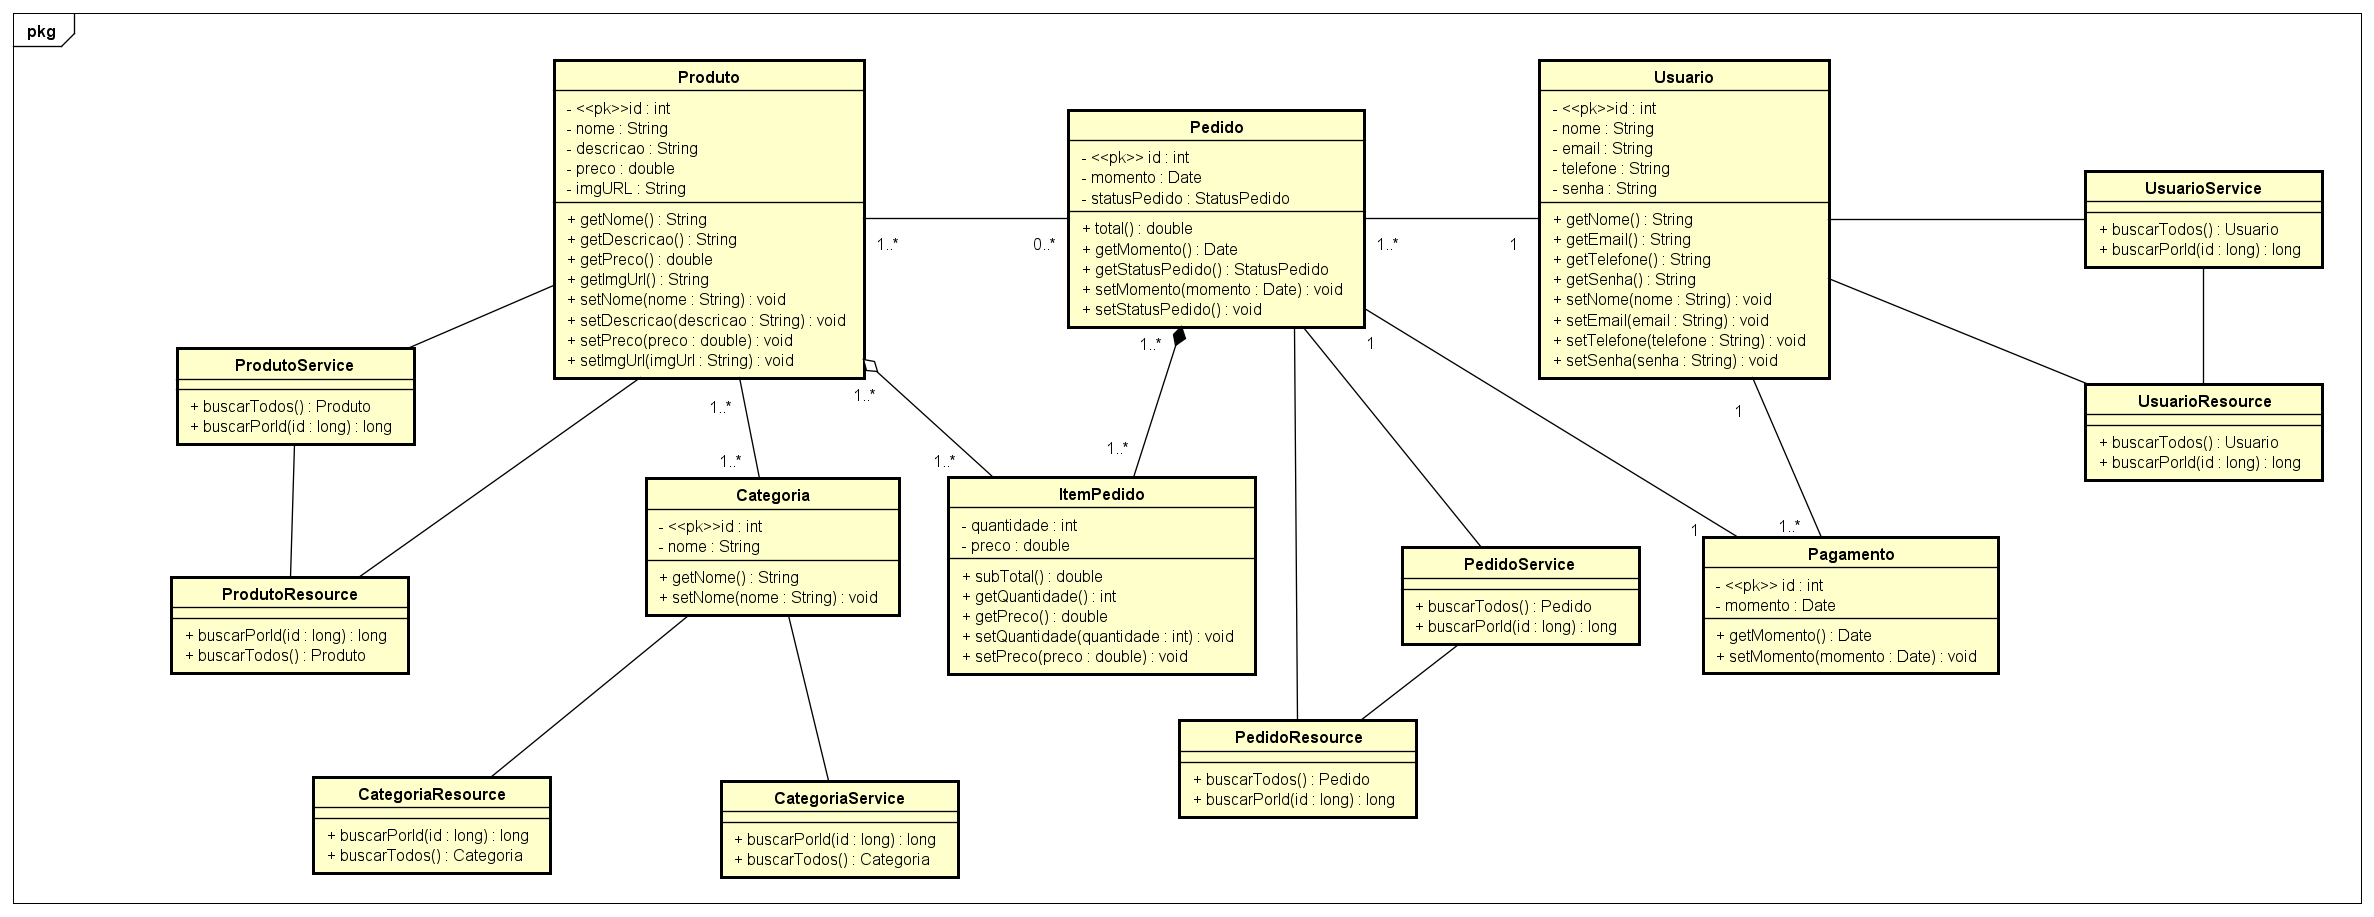 pkg
Produto
- <<pk>>id : int
- nome : String
- descricao : String
- preco : double
- imgURL : String
+ getNome() : String
+ getDescricao() : String
+ getPreco() : double
+ getImgUrl() : String
+ setNome(nome : String) : void
+ setDescricao(descricao : String) : void
+ setPreco(preco : double) : void
+ setImgUrl(imgUrl : String) : void
1..*
0..*
Pedido
- <<pk>> id : int
- momento : Date
- statusPedido : StatusPedido
+ total() : double
+ getMomento() : Date
+ getStatusPedido() : StatusPedido
+ setMomento(momento : Date) : void
+ setStatusPedido() : void
1..*
1
Usuario
- <<pk>>id : int
- nome : String
- email : String
- telefone : String
- senha : String
+ getNome() : String
+ getEmail() : String
+ getTelefone() : String
+ getSenha() : String
+ setNome(nome : String) : void
+ setEmail(email : String) : void
+ setTelefone(telefone : String) : void
+ setSenha(senha : String) : void
UsuarioService
+ buscarTodos() : Usuario
+ buscarPorId(id : long) : long
ProdutoService
+ buscarTodos() : Produto
+ buscarPorId(id : long) : long
1..*
1..*
1..*
1
1
UsuarioResource
+ buscarTodos() : Usuario
+ buscarPorId(id : long) : long
1..*
1..*
1..*
1
1..*
Categoria
- <<pk>>id : int
- nome : String
+ getNome() : String
+ setNome(nome : String) : void
ItemPedido
- quantidade : int
- preco : double
+ subTotal() : double
+ getQuantidade() : int
+ getPreco() : double
+ setQuantidade(quantidade : int) : void
+ setPreco(preco : double) : void
PedidoService
+ buscarTodos() : Pedido
+ buscarPorId(id : long) : long
Pagamento
- <<pk>> id : int
- momento : Date
+ getMomento() : Date
+ setMomento(momento : Date) : void
ProdutoResource
+ buscarPorId(id : long) : long
+ buscarTodos() : Produto
PedidoResource
+ buscarTodos() : Pedido
+ buscarPorId(id : long) : long
CategoriaResource
+ buscarPorId(id : long) : long
+ buscarTodos() : Categoria
CategoriaService
+ buscarPorId(id : long) : long
+ buscarTodos() : Categoria